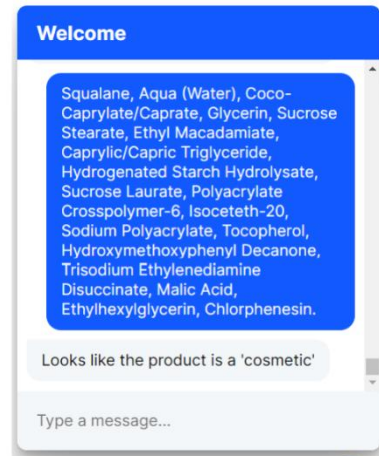 Welcome
Squalane, Aqua (Water), Coco-
Caprylate/Caprate, Glycerin, Sucrose
Stearate, Ethyl Macadamiate,
Caprylic/Capric Triglyceride,
Hydrogenated Starch Hydrolysate,
Sucrose Laurate, Polyacrylate
Crosspolymer-6, Isoceteth-20,
Sodium Polyacrylate, Tocopherol,
Hydroxymethoxyphenyl Decanone,
Trisodium Ethylenediamine
Disuccinate, Malic Acid,
Ethylhexylglycerin, Chlorphenesin.
Looks like the product is a 'cosmetic'
Type a message...